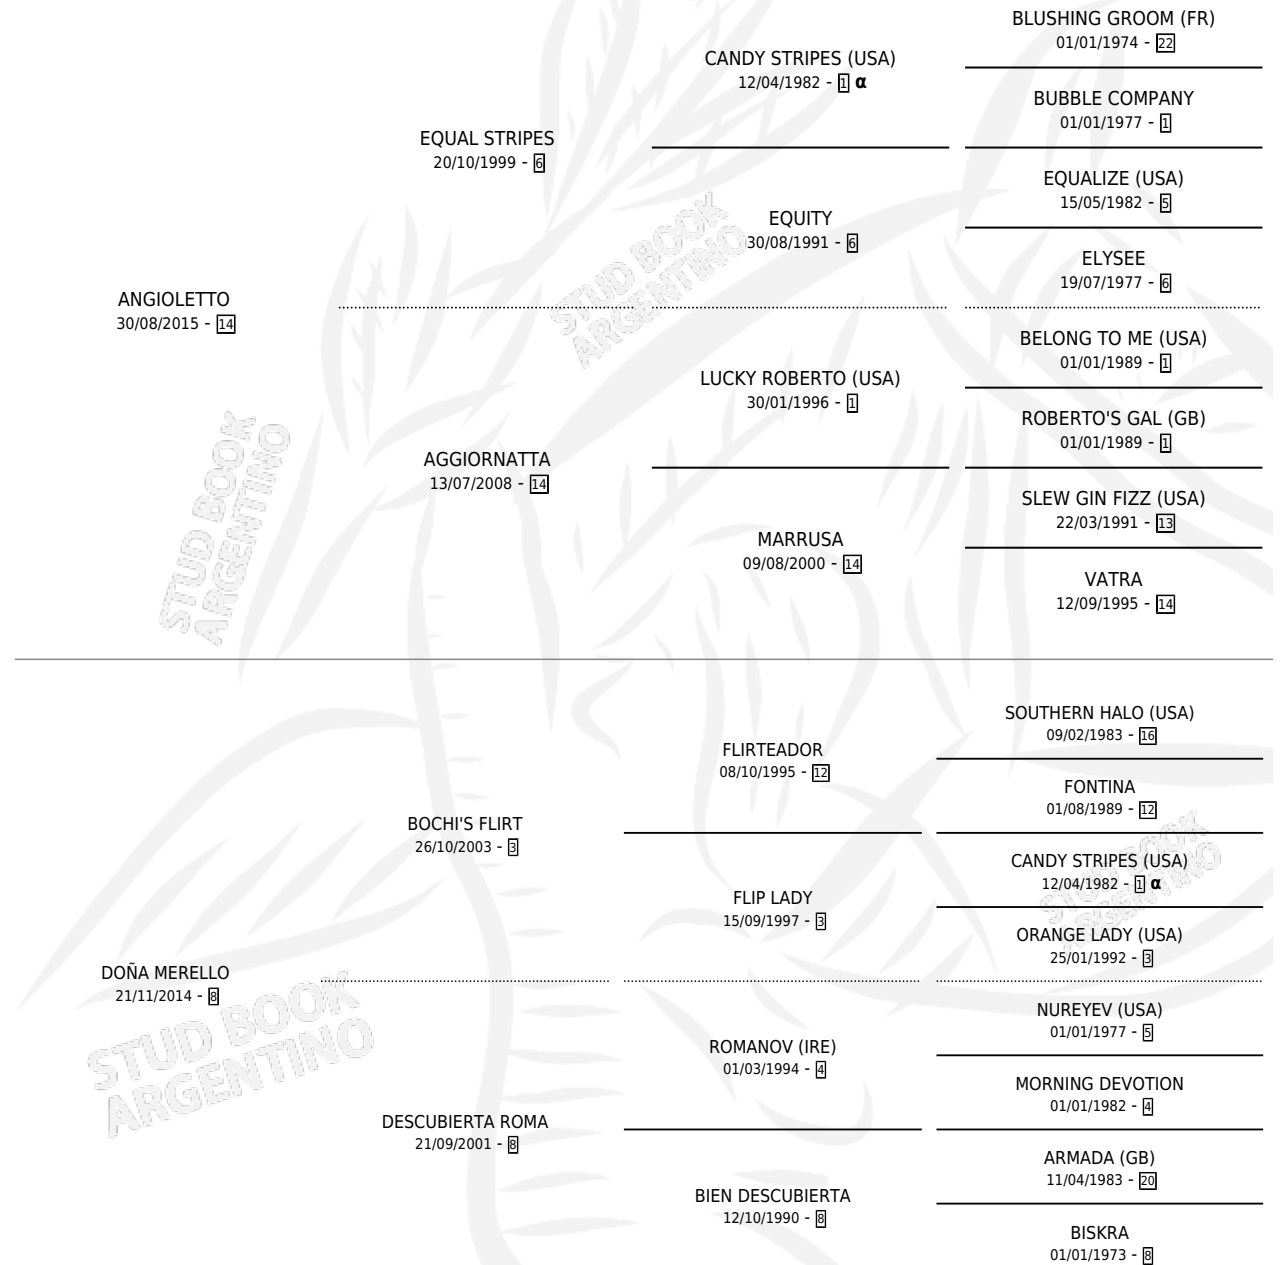 BLUSHING GROOM (FR)
01/01/1974 - 22
CANDY STRIPES (USA)
12/04/1982 - 1 α
BUBBLE COMPANY
01/01/1977 - 1
EQUAL STRIPES
20/10/1999 - 6
EQUALIZE (USA)
15/05/1982 - 5
EQUITY
30/08/1991 - 6
ELYSEE
19/07/1977 - 6
ANGIOLETTO
30/08/2015 - 14
BELONG TO ME (USA)
01/01/1989 - 1
LUCKY ROBERTO (USA)
30/01/1996 - 1
ROBERTO'S GAL (GB)
01/01/1989 - 1
AGGIORNATTA
13/07/2008 - 14
SLEW GIN FIZZ (USA)
22/03/1991 - 13
MARRUSA
09/08/2000 - 14
VATRA
12/09/1995 - 14
SOUTHERN HALO (USA)
09/02/1983 - 16
FLIRTEADOR
08/10/1995 - 12
FONTINA
01/08/1989 - 12
BOCHI'S FLIRT
26/10/2003 - 3
CANDY STRIPES (USA)
12/04/1982 - 1 α
FLIP LADY
15/09/1997 - 3
ORANGE LADY (USA)
25/01/1992 - 3
DOÑA MERELLO
21/11/2014 - 8
NUREYEV (USA)
01/01/1977 - 5
ROMANOV (IRE)
01/03/1994 - 4
MORNING DEVOTION
01/01/1982 - 4
DESCUBIERTA ROMA
21/09/2001 - 8
ARMADA (GB)
11/04/1983 - 20
BIEN DESCUBIERTA
12/10/1990 - 8
BISKRA
01/01/1973 - 8
STUD BOOK
ARGENTINO
STUD BOOK
ARGENTINO
STUD BOOK
ARGENTINO
STUD BOOK
ARGENTINO